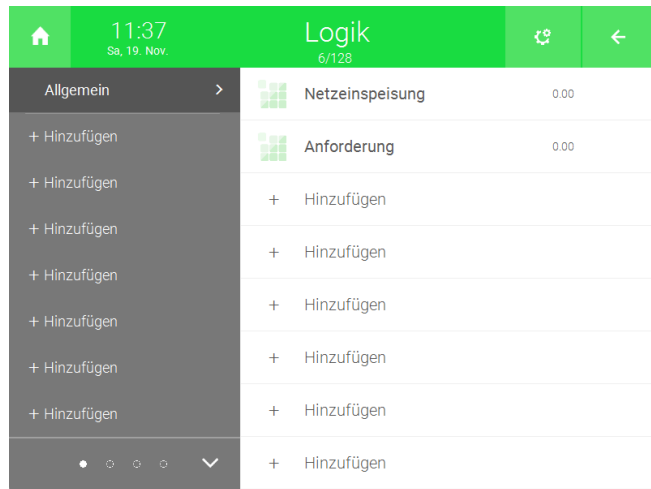 11:37
Sa, 19. Nov.
Logik
6/128
Allgemein
+ Hinzufügen
+ Hinzufügen
+ Hinzufügen
+ Hinzufügen
+ Hinzufügen
+ Hinzufügen
+ Hinzufügen
Netzeinspeisung 0.00
Anforderung 0.00
+ Hinzufügen
+ Hinzufügen
+ Hinzufügen
+ Hinzufügen
+ Hinzufügen
+ Hinzufügen